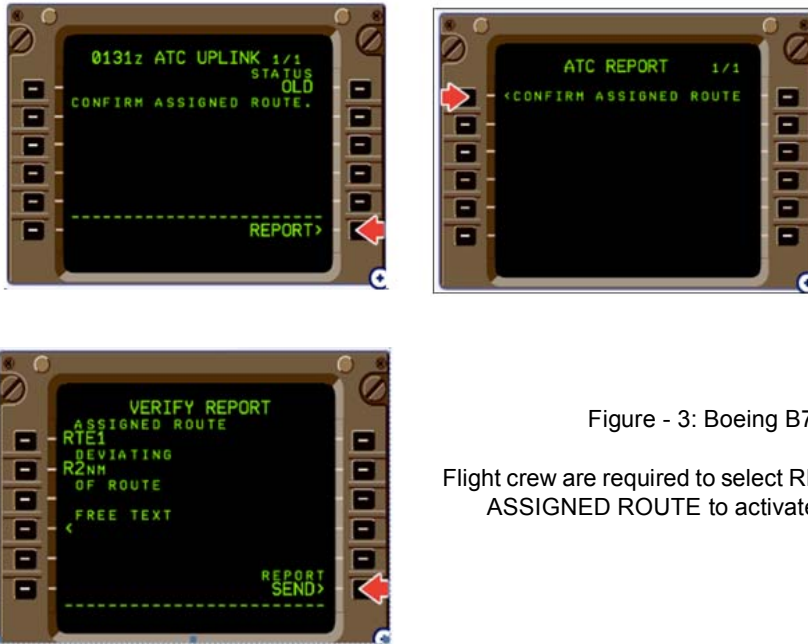 0131z ATC UPLINK 1/1
STATUS
OLD
CONFIRM ASSIGNED ROUTE.
REPORT>
ATC REPORT 1/1
<CONFIRM ASSIGNED ROUTE
VERIFY REPORT
ASSIGNED ROUTE
RTE1
DEVIATING
R2NM
OF ROUTE
FREE TEXT
<
REPORT
SEND>
Figure - 3: Boeing B7
Flight crew are required to select R
ASSIGNED ROUTE to activate